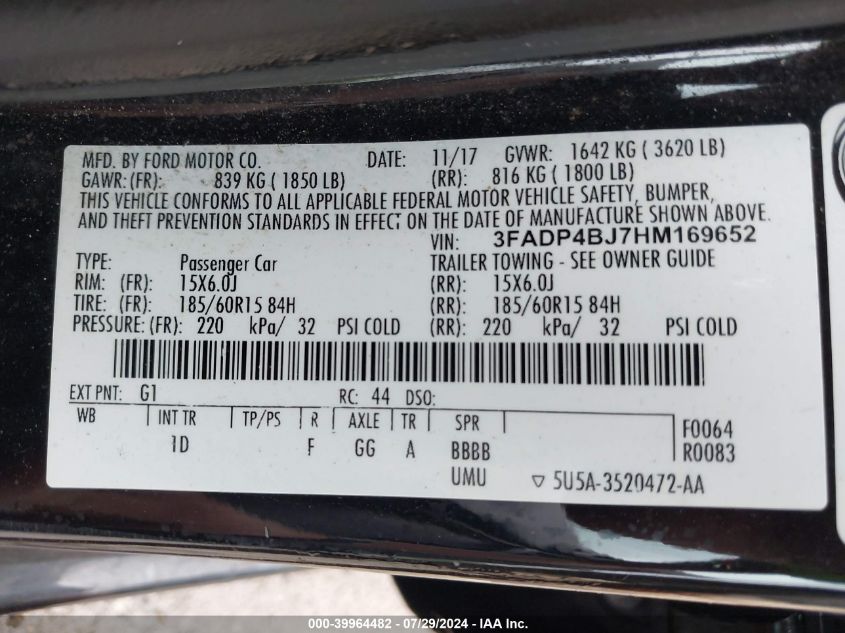 MFD. BY FORD MOTOR CO. DATE: 11/17 GVWR: 1642 KG ( 3620 LB)
GAWR: (FR): 839 KG ( 1850 LB) (RR): 816 KG ( 1800 LB)
THIS VEHICLE CONFORMS TO ALL APPLICABLE FEDERAL MOTOR VEHICLE SAFETY, BUMPER,
AND THEFT PREVENTION STANDARDS IN EFFECT ON THE DATE OF MANUFACTURE SHOWN ABOVE.
VIN: 3FADP4BJ7HM169652
TYPE: Passenger Car TRAILER TOWING - SEE OWNER GUIDE
RIM: (FR): 15X6.0J (RR): 15X6.0J
TIRE: (FR): 185/60R15 84H (RR): 185/60R15 84H
PRESSURE: (FR): 220 kPa/ 32 PSI COLD (RR): 220 kPa/ 32 PSI COLD
EXT PNT: G1 RC: 44 DSO:
WB INT TR TP/PS R AXLE TR SPR F0064
1D F GG A BBBB R0083
UMU ▽ 5U5A-3520472-AA
000-39964482 - 07/29/2024 - IAA Inc.